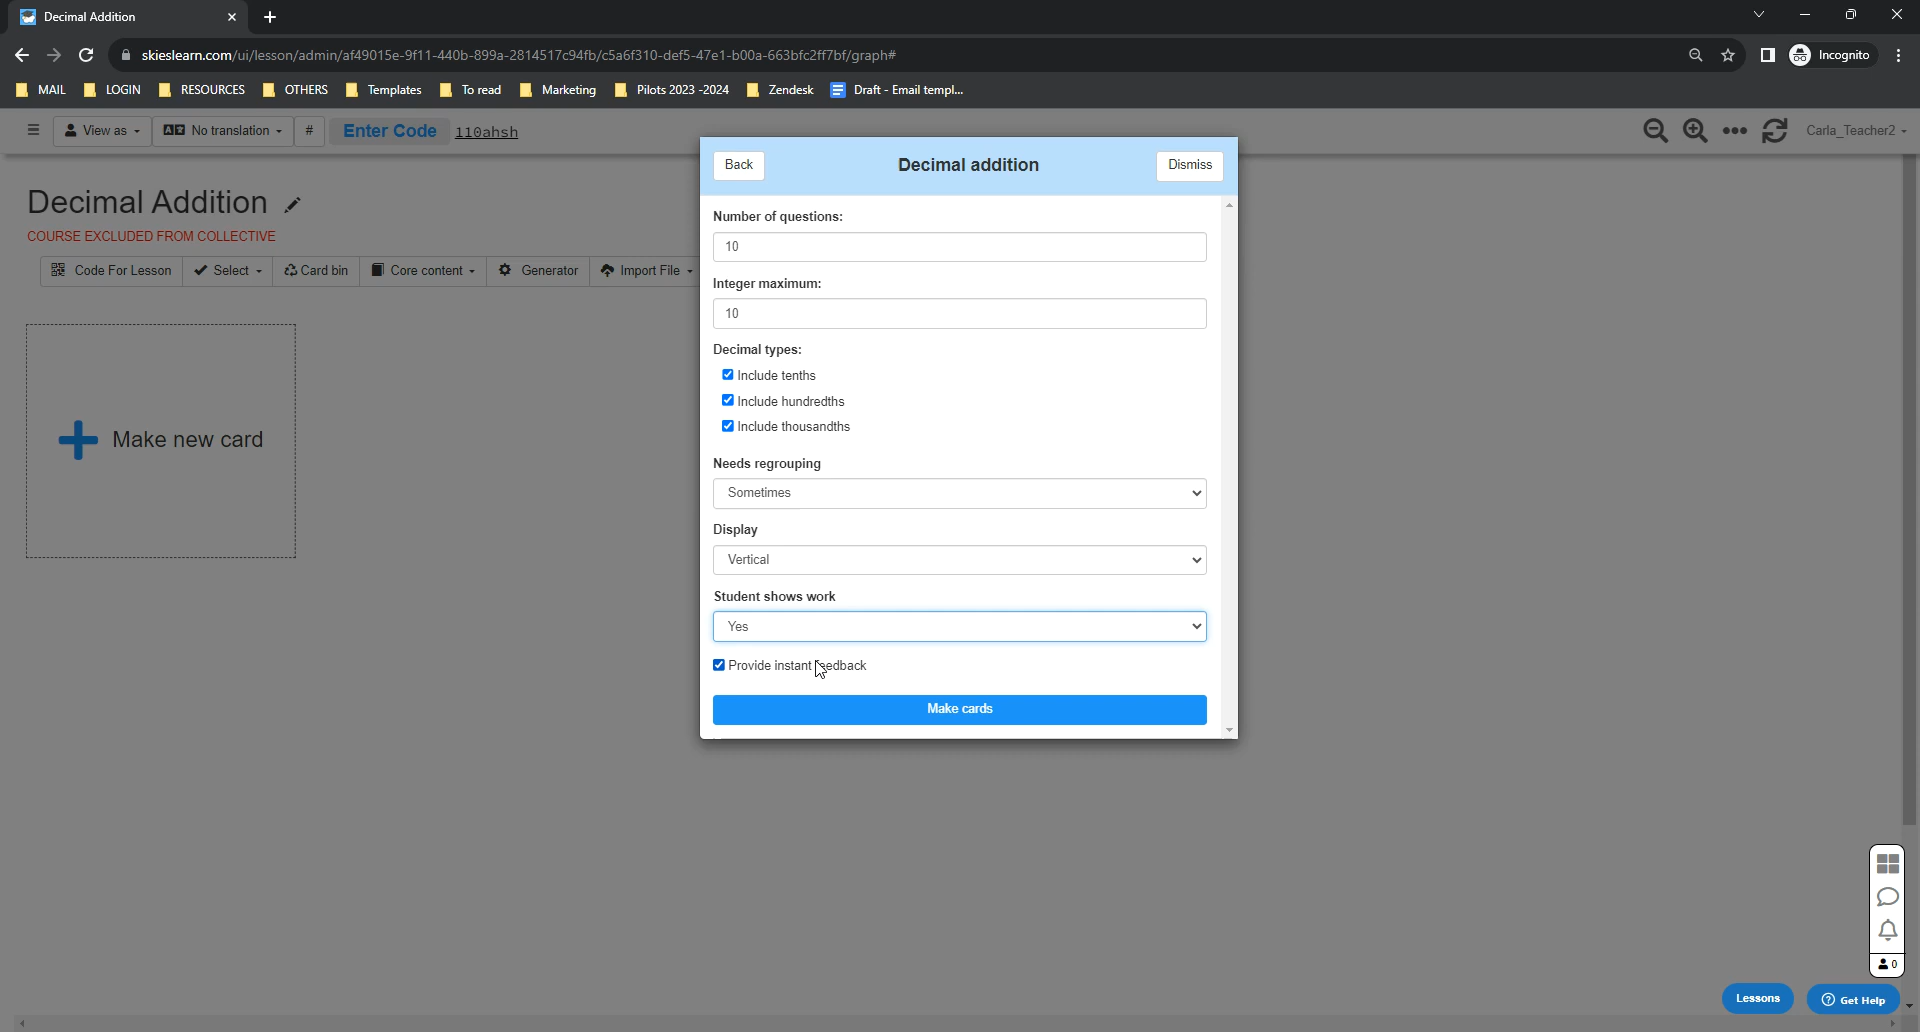 Decimal Addition
skieslearn.com/ui/lesson/admin/af49015e-9f11-440b-899a-2814517c94fb/c5a6f310-def5-47e1-b00a-663bfc2ff7bf/graph#
Incognito
MAIL LOGIN RESOURCES OTHERS Templates To read Marketing Pilots 2023 -2024 Zendesk Draft - Email templ...
View as No translation # Enter Code 110ahsh Carla_Teacher2
Back Decimal addition Dismiss
Decimal Addition
COURSE EXCLUDED FROM COLLECTIVE
Code For Lesson Select Card bin Core content Generator Import File
Make new card
Number of questions:
10
Integer maximum:
10
Decimal types:
Include tenths
Include hundredths
Include thousandths
Needs regrouping
Sometimes
Display
Vertical
Student shows work
Yes
Provide instant feedback
Make cards
0
Lessons Get Help